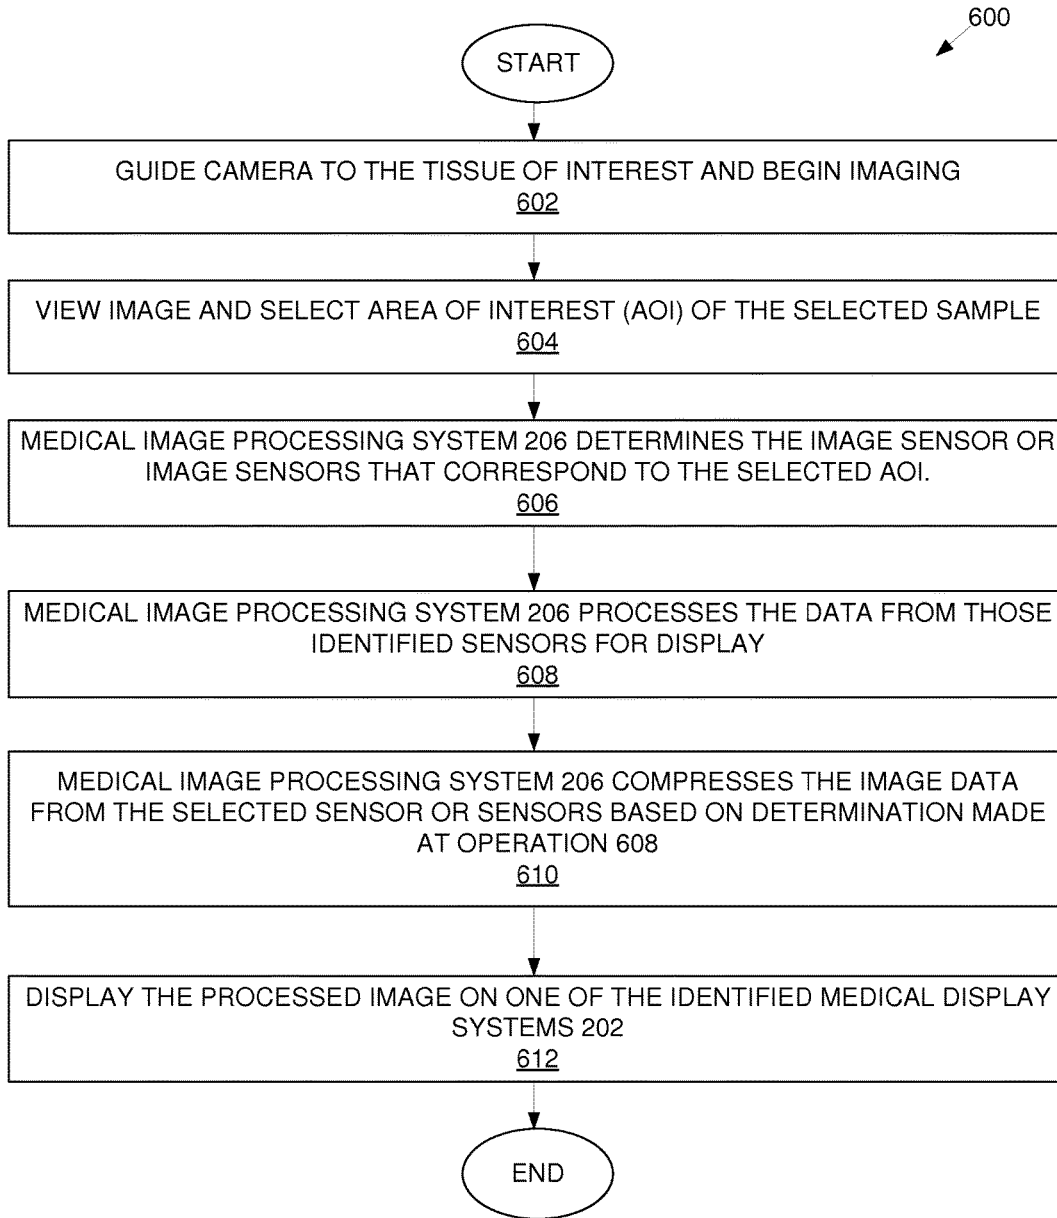 600
START
GUIDE CAMERA TO THE TISSUE OF INTEREST AND BEGIN IMAGING
602
VIEW IMAGE AND SELECT AREA OF INTEREST (AOI) OF THE SELECTED SAMPLE
604
MEDICAL IMAGE PROCESSING SYSTEM 206 DETERMINES THE IMAGE SENSOR OR
IMAGE SENSORS THAT CORRESPOND TO THE SELECTED AOI.
606
MEDICAL IMAGE PROCESSING SYSTEM 206 PROCESSES THE DATA FROM THOSE
IDENTIFIED SENSORS FOR DISPLAY
608
MEDICAL IMAGE PROCESSING SYSTEM 206 COMPRESSES THE IMAGE DATA
FROM THE SELECTED SENSOR OR SENSORS BASED ON DETERMINATION MADE
AT OPERATION 608
610
DISPLAY THE PROCESSED IMAGE ON ONE OF THE IDENTIFIED MEDICAL DISPLAY
SYSTEMS 202
612
END